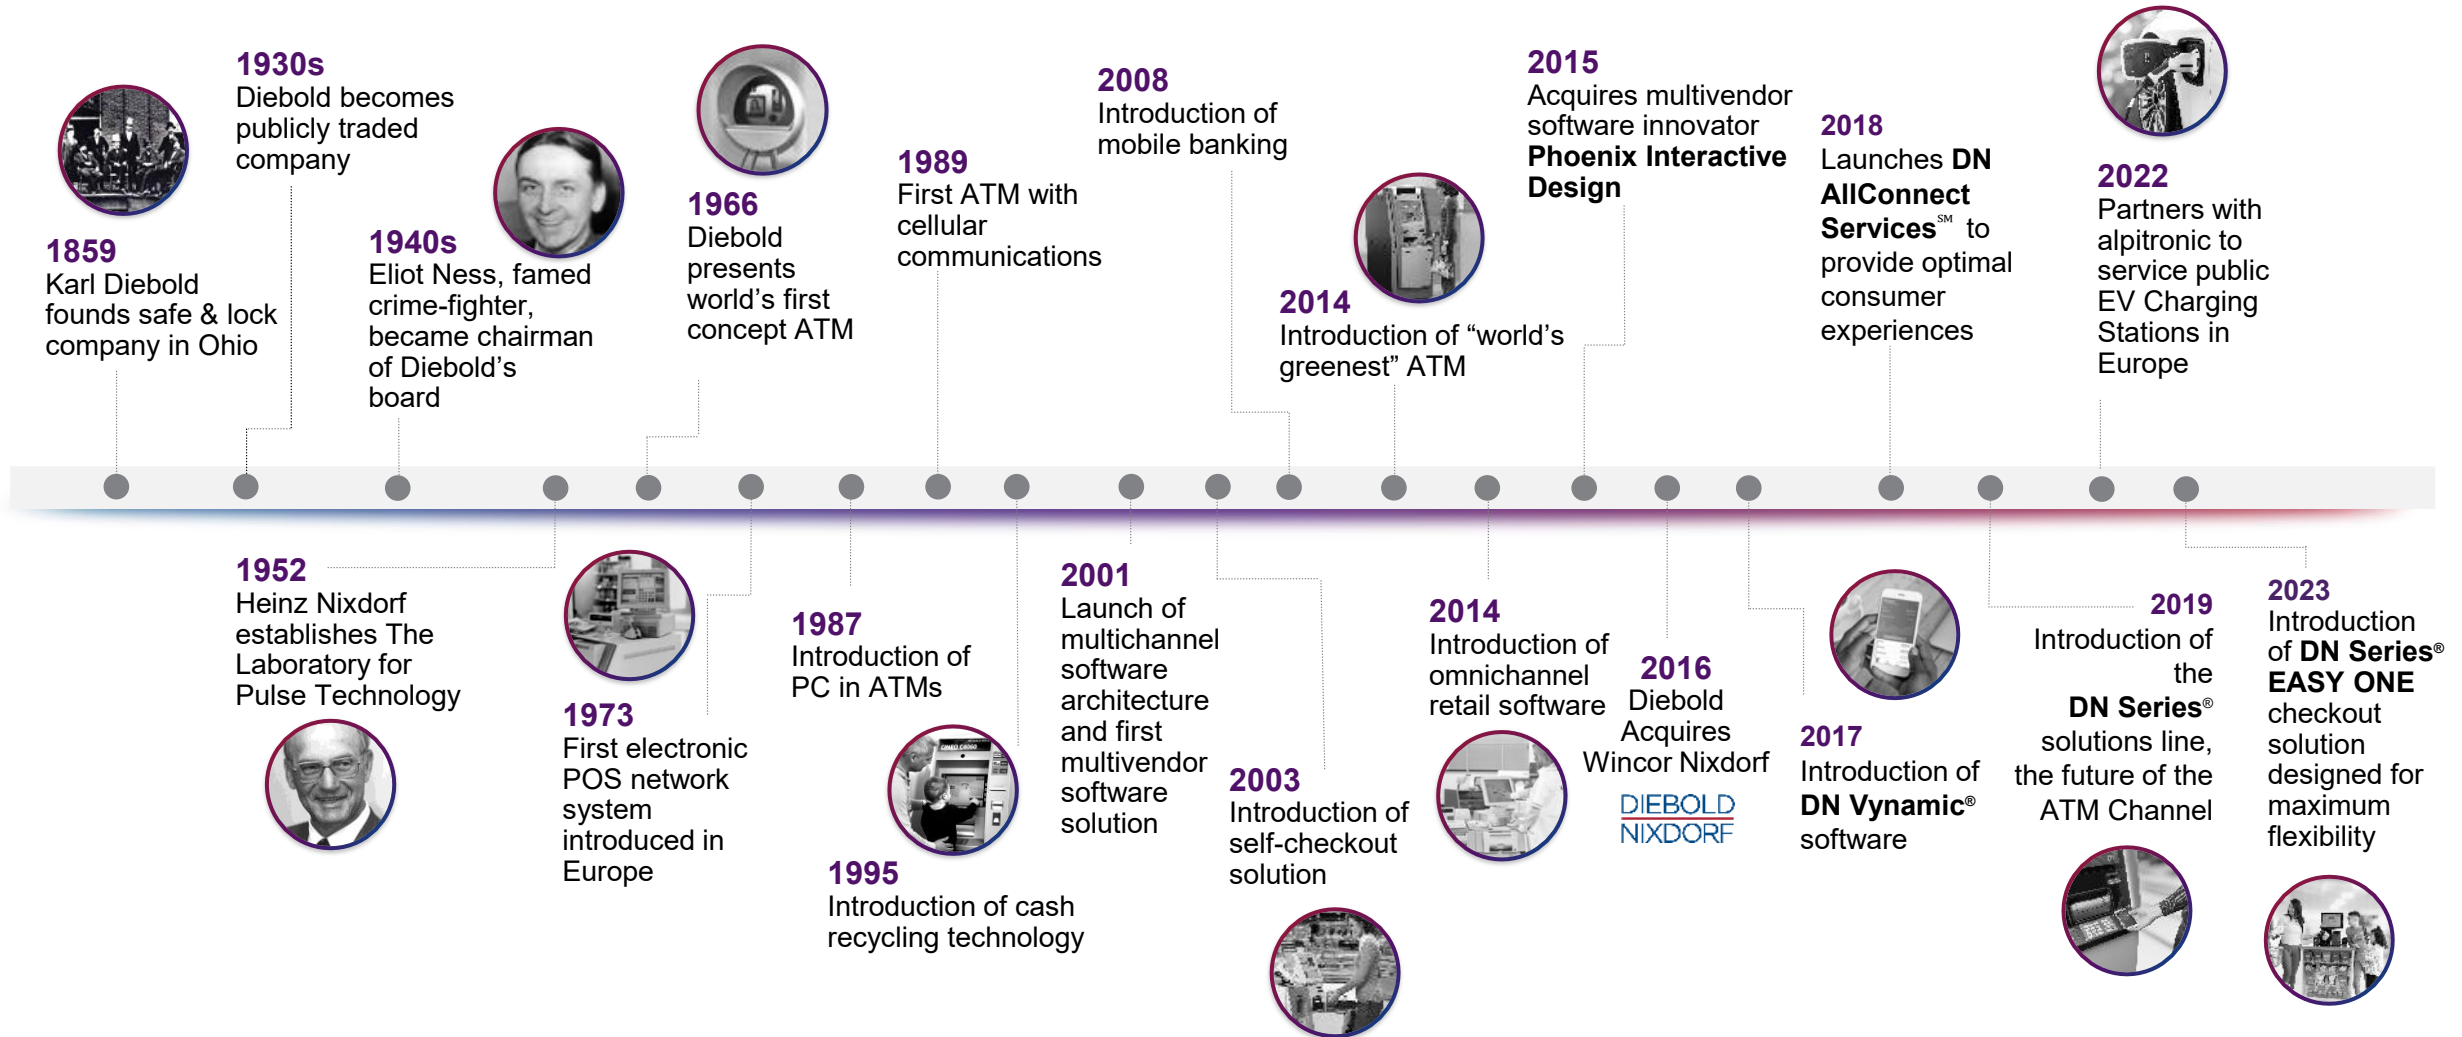 1859
Karl Diebold
founds safe & lock
company in Ohio
1930s
Diebold becomes
publicly traded
company
1940s
Eliot Ness, famed
crime-fighter,
became chairman
of Diebold’s
board
1952
Heinz Nixdorf
establishes The
Laboratory for
Pulse Technology
1966
Diebold
presents
world’s first
concept ATM
1973
First electronic
POS network
system
introduced in
Europe
1987
Introduction of
PC in ATMs
1989
First ATM with
cellular
communications
1995
Introduction of cash
recycling technology
2001
Launch of
multichannel
software
architecture
and first
multivendor
software
solution
2003
Introduction of
self-checkout
solution
2008
Introduction of
mobile banking
2014
Introduction of “world’s
greenest” ATM
2014
Introduction of
omnichannel
retail software
2015
Acquires multivendor
software innovator
Phoenix Interactive
Design
2016
Diebold
Acquires
Wincor Nixdorf
DIEBOLD
NIXDORF
2017
Introduction of
DN Vynamic®
software
2018
Launches DN
AllConnect
Services℠ to
provide optimal
consumer
experiences
2019
Introduction of
the
DN Series®
solutions line,
the future of the
ATM Channel
2022
Partners with
alpitronic to
service public
EV Charging
Stations in
Europe
2023
Introduction
of DN Series®
EASY ONE
checkout
solution
designed for
maximum
flexibility